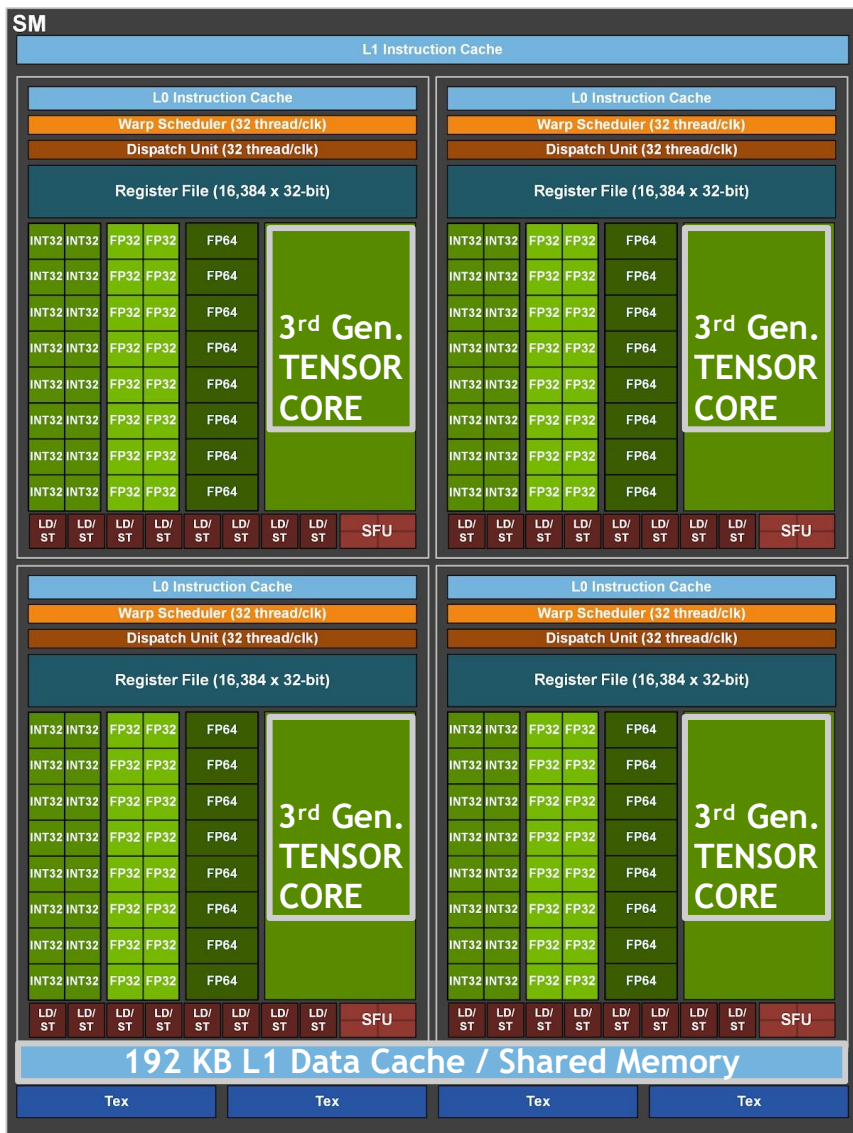 SM
L1 Instruction Cache
L0 Instruction Cache
Warp Scheduler (32 thread/clk)
Dispatch Unit (32 thread/clk)
Register File (16,384 x 32-bit)
INT32 INT32 FP32 FP32 FP64
INT32 INT32 FP32 FP32 FP64
INT32 INT32 FP32 FP32 FP64
INT32 INT32 FP32 FP32 FP64
INT32 INT32 FP32 FP32 FP64
INT32 INT32 FP32 FP32 FP64
INT32 INT32 FP32 FP32 FP64
INT32 INT32 FP32 FP32 FP64
3rd Gen.
TENSOR
CORE
LD/ LD/ LD/ LD/ LD/ LD/ LD/ LD/
ST ST ST ST ST ST ST ST
SFU
L0 Instruction Cache
Warp Scheduler (32 thread/clk)
Dispatch Unit (32 thread/clk)
Register File (16,384 x 32-bit)
INT32 INT32 FP32 FP32 FP64
INT32 INT32 FP32 FP32 FP64
INT32 INT32 FP32 FP32 FP64
INT32 INT32 FP32 FP32 FP64
INT32 INT32 FP32 FP32 FP64
INT32 INT32 FP32 FP32 FP64
INT32 INT32 FP32 FP32 FP64
INT32 INT32 FP32 FP32 FP64
3rd Gen.
TENSOR
CORE
LD/ LD/ LD/ LD/ LD/ LD/ LD/ LD/
ST ST ST ST ST ST ST ST
SFU
L0 Instruction Cache
Warp Scheduler (32 thread/clk)
Dispatch Unit (32 thread/clk)
Register File (16,384 x 32-bit)
INT32 INT32 FP32 FP32 FP64
INT32 INT32 FP32 FP32 FP64
INT32 INT32 FP32 FP32 FP64
INT32 INT32 FP32 FP32 FP64
INT32 INT32 FP32 FP32 FP64
INT32 INT32 FP32 FP32 FP64
INT32 INT32 FP32 FP32 FP64
INT32 INT32 FP32 FP32 FP64
3rd Gen.
TENSOR
CORE
LD/ LD/ LD/ LD/ LD/ LD/ LD/ LD/
ST ST ST ST ST ST ST ST
SFU
L0 Instruction Cache
Warp Scheduler (32 thread/clk)
Dispatch Unit (32 thread/clk)
Register File (16,384 x 32-bit)
INT32 INT32 FP32 FP32 FP64
INT32 INT32 FP32 FP32 FP64
INT32 INT32 FP32 FP32 FP64
INT32 INT32 FP32 FP32 FP64
INT32 INT32 FP32 FP32 FP64
INT32 INT32 FP32 FP32 FP64
INT32 INT32 FP32 FP32 FP64
INT32 INT32 FP32 FP32 FP64
3rd Gen.
TENSOR
CORE
LD/ LD/ LD/ LD/ LD/ LD/ LD/ LD/
ST ST ST ST ST ST ST ST
SFU
192 KB L1 Data Cache / Shared Memory
Tex Tex Tex Tex